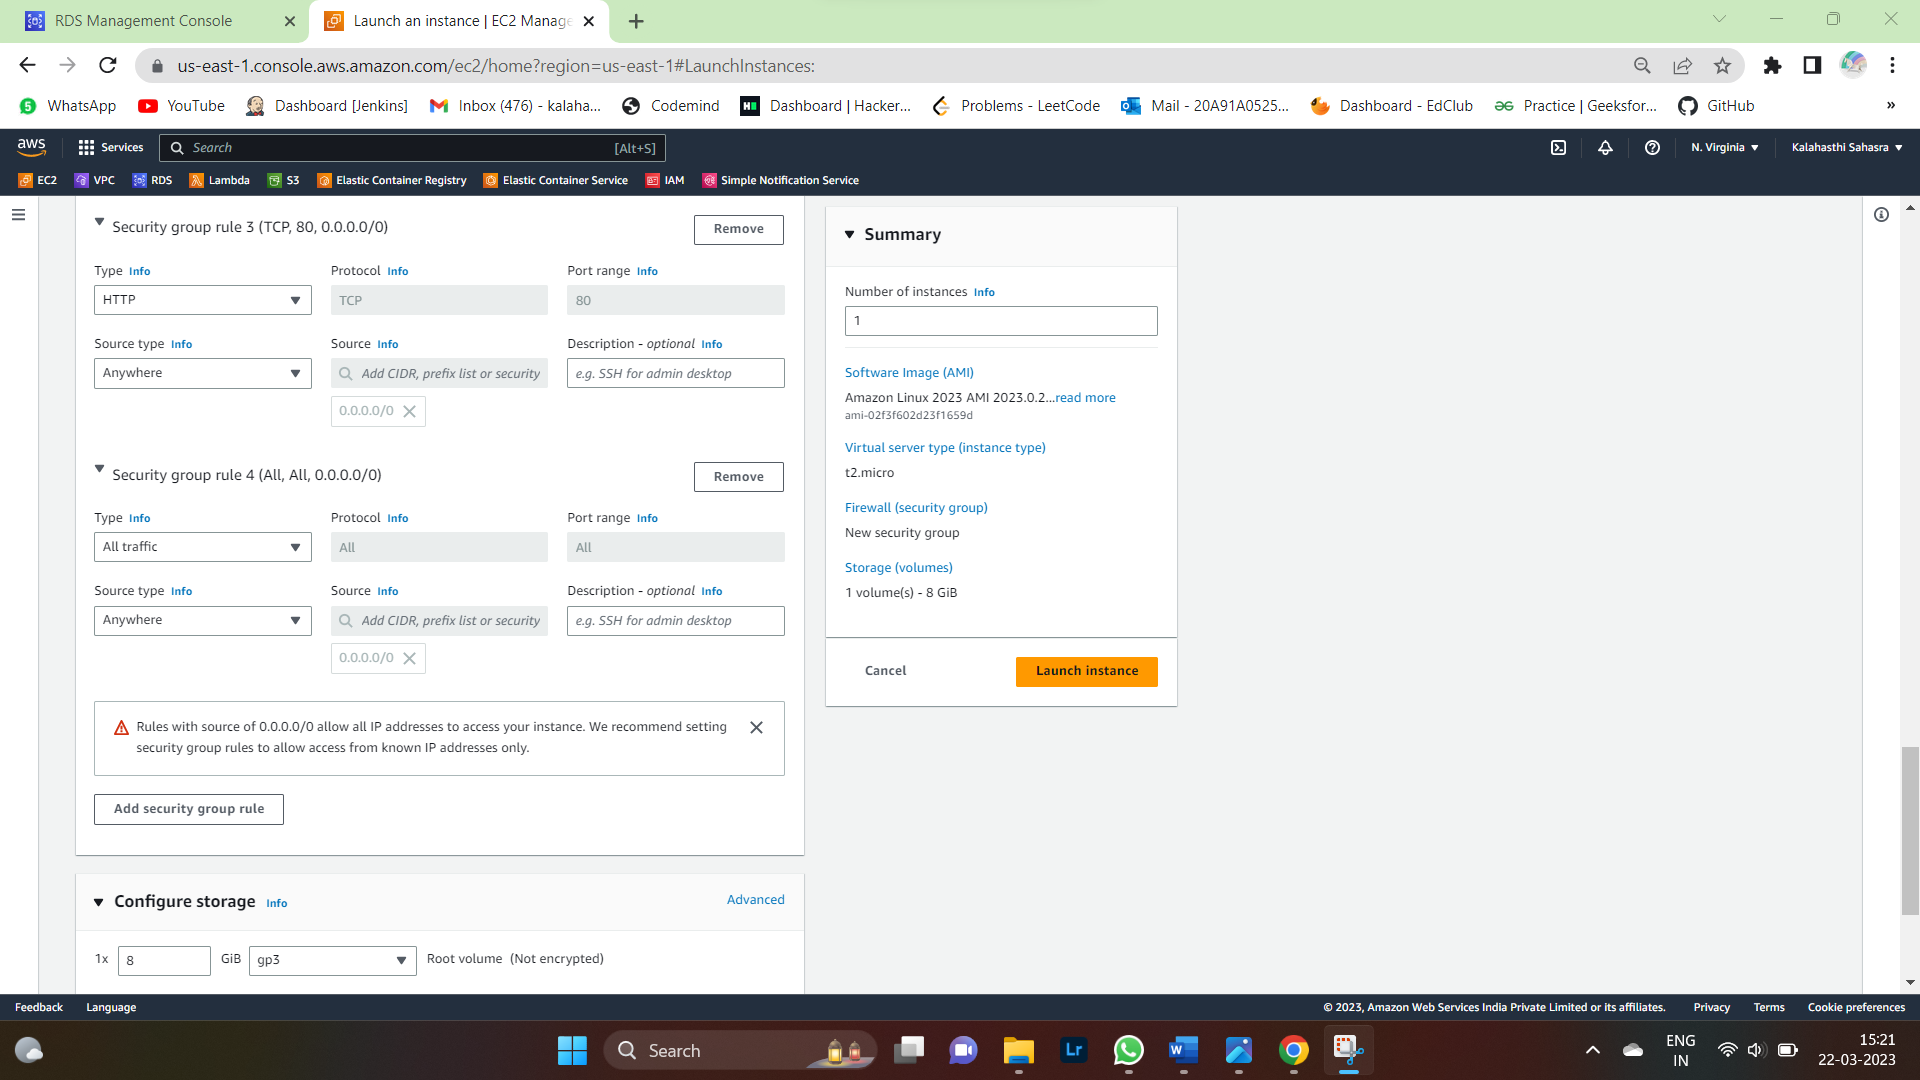 RDS Management Console
Launch an instance | EC2 Manage
us-east-1.console.aws.amazon.com/ec2/home?region=us-east-1#LaunchInstances:
WhatsApp
YouTube
Dashboard [Jenkins]
Inbox (476) - kalaha...
Codemind
Dashboard | Hacker...
Problems - LeetCode
Mail - 20A91A0525...
Dashboard - EdClub
Practice | Geeksfor...
GitHub
»
aws
Services
Search
[Alt+S]
N. Virginia
Kalahasthi Sahasra
EC2
VPC
RDS
Lambda
S3
Elastic Container Registry
Elastic Container Service
IAM
Simple Notification Service
Security group rule 3 (TCP, 80, 0.0.0.0/0)
Remove
Type Info
Protocol Info
Port range Info
HTTP
TCP
80
Source type Info
Source Info
Description - optional Info
Anywhere
Add CIDR, prefix list or security
e.g. SSH for admin desktop
0.0.0.0/0
Security group rule 4 (All, All, 0.0.0.0/0)
Remove
Type Info
Protocol Info
Port range Info
All traffic
All
All
Source type Info
Source Info
Description - optional Info
Anywhere
Add CIDR, prefix list or security
e.g. SSH for admin desktop
0.0.0.0/0
Rules with source of 0.0.0.0/0 allow all IP addresses to access your instance. We recommend setting
security group rules to allow access from known IP addresses only.
Add security group rule
Configure storage Info
Advanced
1x
8
GiB
gp3
Root volume (Not encrypted)
Summary
Number of instances Info
1
Software Image (AMI)
Amazon Linux 2023 AMI 2023.0.2...read more
ami-02f3f602d23f1659d
Virtual server type (instance type)
t2.micro
Firewall (security group)
New security group
Storage (volumes)
1 volume(s) - 8 GiB
Cancel
Launch instance
Feedback
Language
© 2023, Amazon Web Services India Private Limited or its affiliates.
Privacy
Terms
Cookie preferences
Search
Lr
W
ENG
IN
15:21
22-03-2023